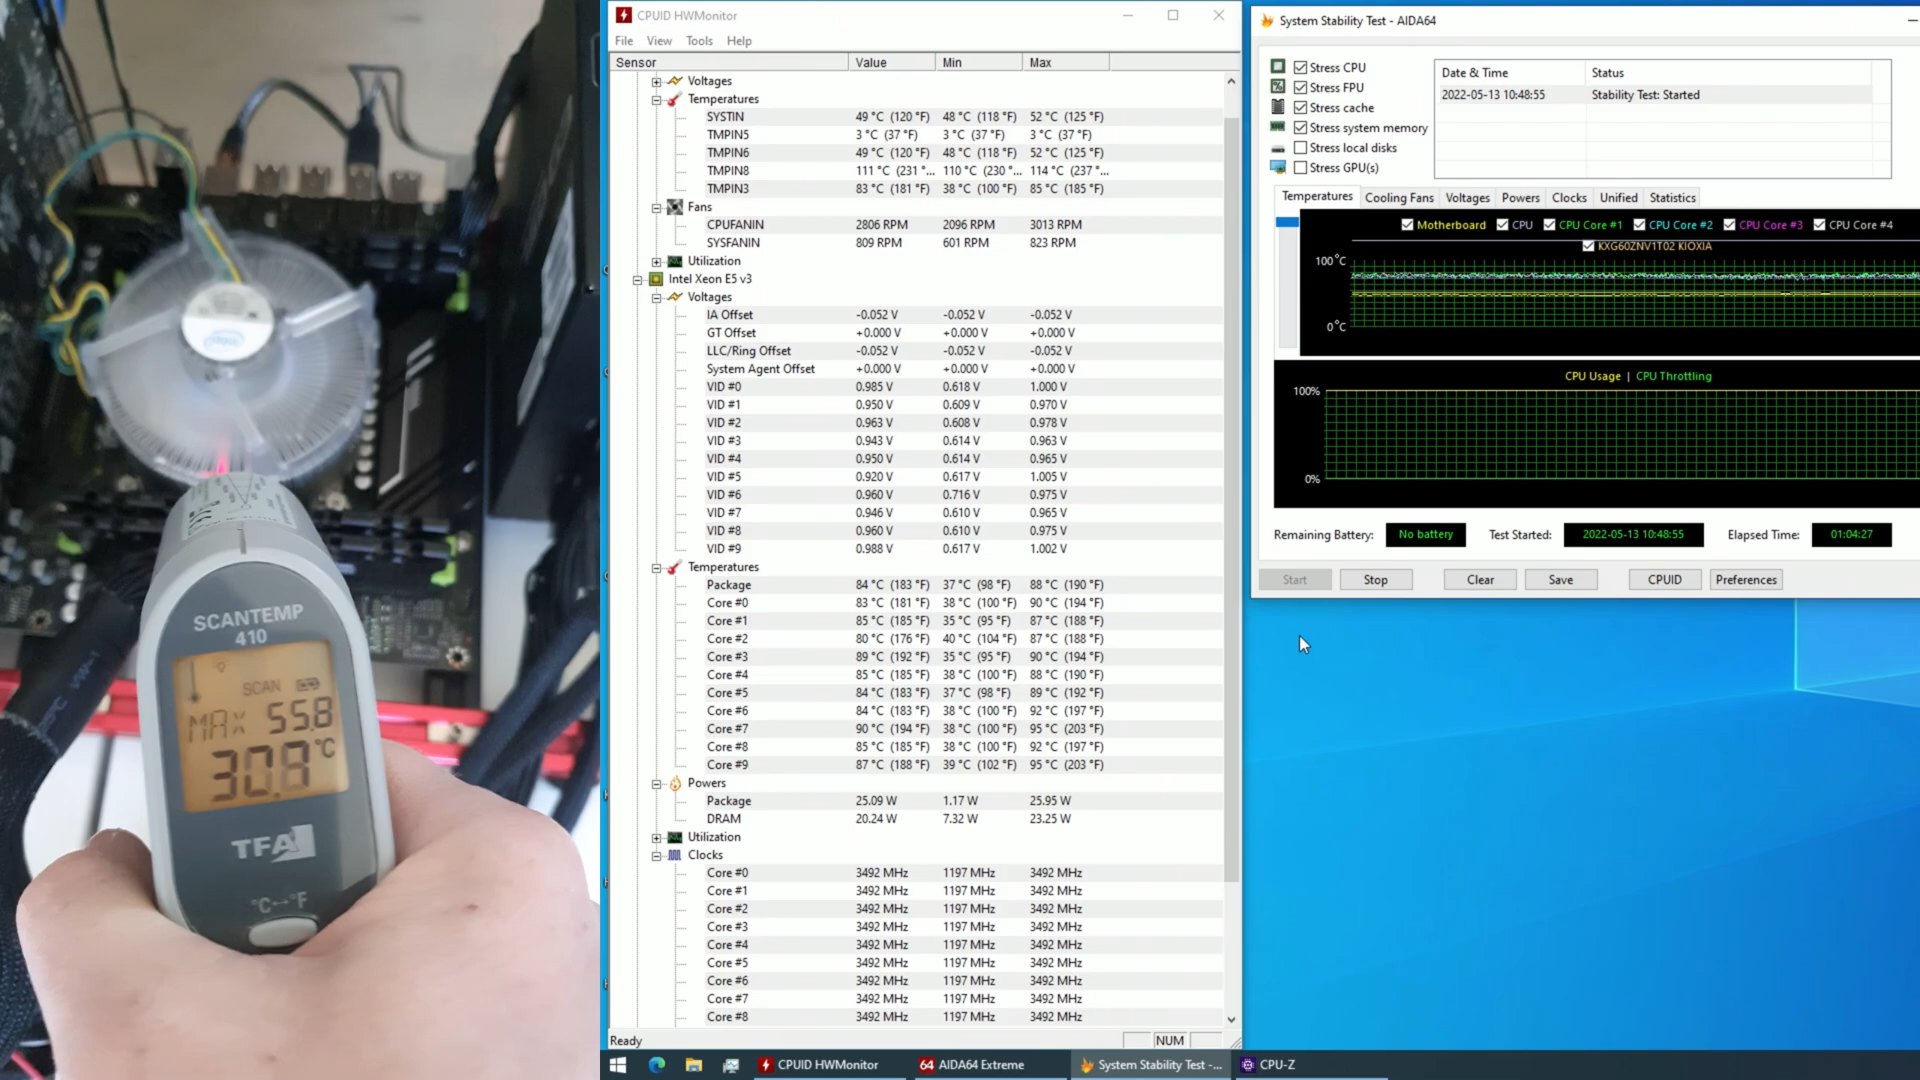 SCANTEMP
410
SCAN
MAX 55.8
30.8 °C
TFA
°C↔°F
CPUID HWMonitor
File View Tools Help
Sensor Value Min Max
Voltages
Temperatures
SYSTIN 49 °C (120 °F) 48 °C (118 °F) 52 °C (125 °F)
TMPIN5 3 °C (37 °F) 3 °C (37 °F) 3 °C (37 °F)
TMPIN6 49 °C (120 °F) 48 °C (118 °F) 52 °C (125 °F)
TMPIN8 111 °C (231 °... 110 °C (230 °... 114 °C (237 °...
TMPIN3 83 °C (181 °F) 38 °C (100 °F) 85 °C (185 °F)
Fans
CPUFANIN 2806 RPM 2096 RPM 3013 RPM
SYSFANIN 809 RPM 601 RPM 823 RPM
Utilization
Intel Xeon E5 v3
Voltages
IA Offset -0.052 V -0.052 V -0.052 V
GT Offset +0.000 V +0.000 V +0.000 V
LLC/Ring Offset -0.052 V -0.052 V -0.052 V
System Agent Offset +0.000 V +0.000 V +0.000 V
VID #0 0.985 V 0.618 V 1.000 V
VID #1 0.950 V 0.609 V 0.970 V
VID #2 0.963 V 0.608 V 0.978 V
VID #3 0.943 V 0.614 V 0.963 V
VID #4 0.950 V 0.614 V 0.965 V
VID #5 0.920 V 0.617 V 1.005 V
VID #6 0.960 V 0.716 V 0.975 V
VID #7 0.946 V 0.610 V 0.965 V
VID #8 0.960 V 0.610 V 0.975 V
VID #9 0.988 V 0.617 V 1.002 V
Temperatures
Package 84 °C (183 °F) 37 °C (98 °F) 88 °C (190 °F)
Core #0 83 °C (181 °F) 38 °C (100 °F) 90 °C (194 °F)
Core #1 85 °C (185 °F) 35 °C (95 °F) 87 °C (188 °F)
Core #2 80 °C (176 °F) 40 °C (104 °F) 87 °C (188 °F)
Core #3 89 °C (192 °F) 35 °C (95 °F) 90 °C (194 °F)
Core #4 85 °C (185 °F) 38 °C (100 °F) 88 °C (190 °F)
Core #5 84 °C (183 °F) 37 °C (98 °F) 89 °C (192 °F)
Core #6 84 °C (183 °F) 38 °C (100 °F) 92 °C (197 °F)
Core #7 90 °C (194 °F) 38 °C (100 °F) 95 °C (203 °F)
Core #8 85 °C (185 °F) 38 °C (100 °F) 92 °C (197 °F)
Core #9 87 °C (188 °F) 39 °C (102 °F) 95 °C (203 °F)
Powers
Package 25.09 W 1.17 W 25.95 W
DRAM 20.24 W 7.32 W 23.25 W
Utilization
Clocks
Core #0 3492 MHz 1197 MHz 3492 MHz
Core #1 3492 MHz 1197 MHz 3492 MHz
Core #2 3492 MHz 1197 MHz 3492 MHz
Core #3 3492 MHz 1197 MHz 3492 MHz
Core #4 3492 MHz 1197 MHz 3492 MHz
Core #5 3492 MHz 1197 MHz 3492 MHz
Core #6 3492 MHz 1197 MHz 3492 MHz
Core #7 3492 MHz 1197 MHz 3492 MHz
Core #8 3492 MHz 1197 MHz 3492 MHz
Ready NUM
System Stability Test - AIDA64
Stress CPU
Stress FPU
Stress cache
Stress system memory
Stress local disks
Stress GPU(s)
Date & Time Status
2022-05-13 10:48:55 Stability Test: Started
Temperatures Cooling Fans Voltages Powers Clocks Unified Statistics
Motherboard CPU CPU Core #1 CPU Core #2 CPU Core #3 CPU Core #4
KXG60ZNV1T02 KIOXIA
100°C
0°C
CPU Usage | CPU Throttling
100%
0%
Remaining Battery: No battery Test Started: 2022-05-13 10:48:55 Elapsed Time: 01:04:27
Start Stop Clear Save CPUID Preferences
CPUID HWMonitor 64 AIDA64 Extreme System Stability Test -... CPU-Z